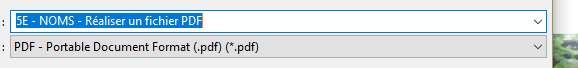 : 5E - NOMS - Réaliser un fichier PDF
: PDF - Portable Document Format (.pdf) (*.pdf)